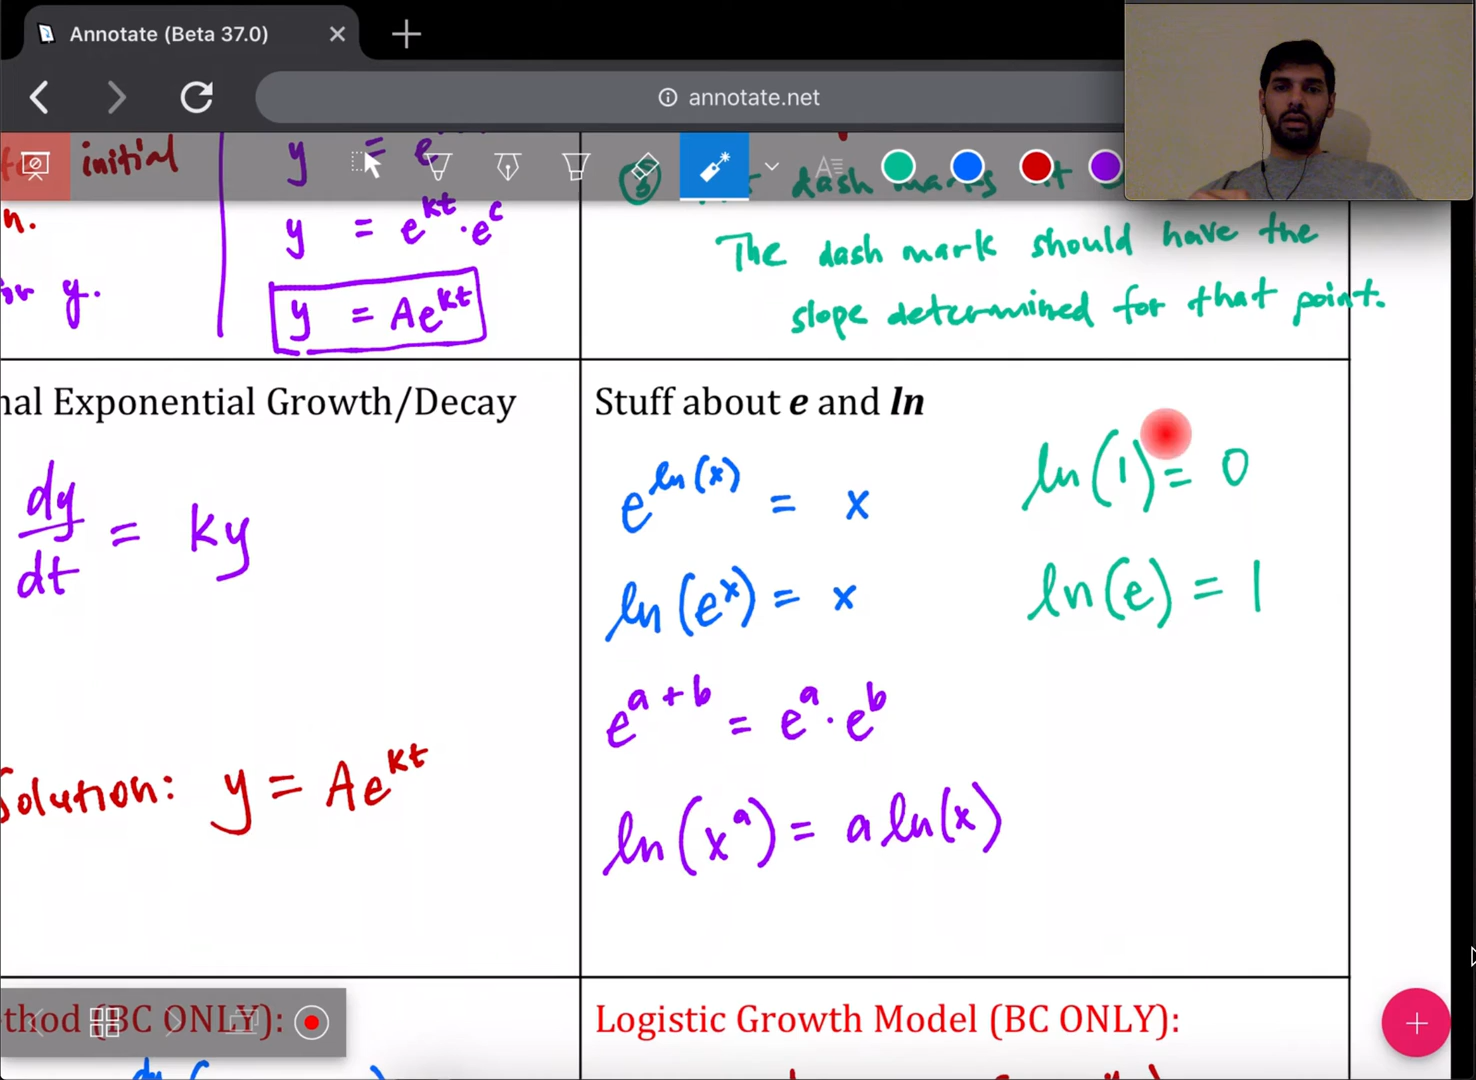 Annotate (Beta 37.0)
annotate.net
initial
n.
y.
y = e
y = e^{kt} · e^c
y = Ae^{kt}
dash marks
The dash mark should have the
slope determined for that point.
nal Exponential Growth/Decay
dy/dt = ky
Solution: y = Ae^{kt}
Stuff about e and ln
e^{ln(x)} = x
ln(e^x) = x
e^{a+b} = e^a · e^b
ln(x^a) = a ln(x)
ln(1) = 0
ln(e) = 1
thod (BC ONLY):
Logistic Growth Model (BC ONLY):